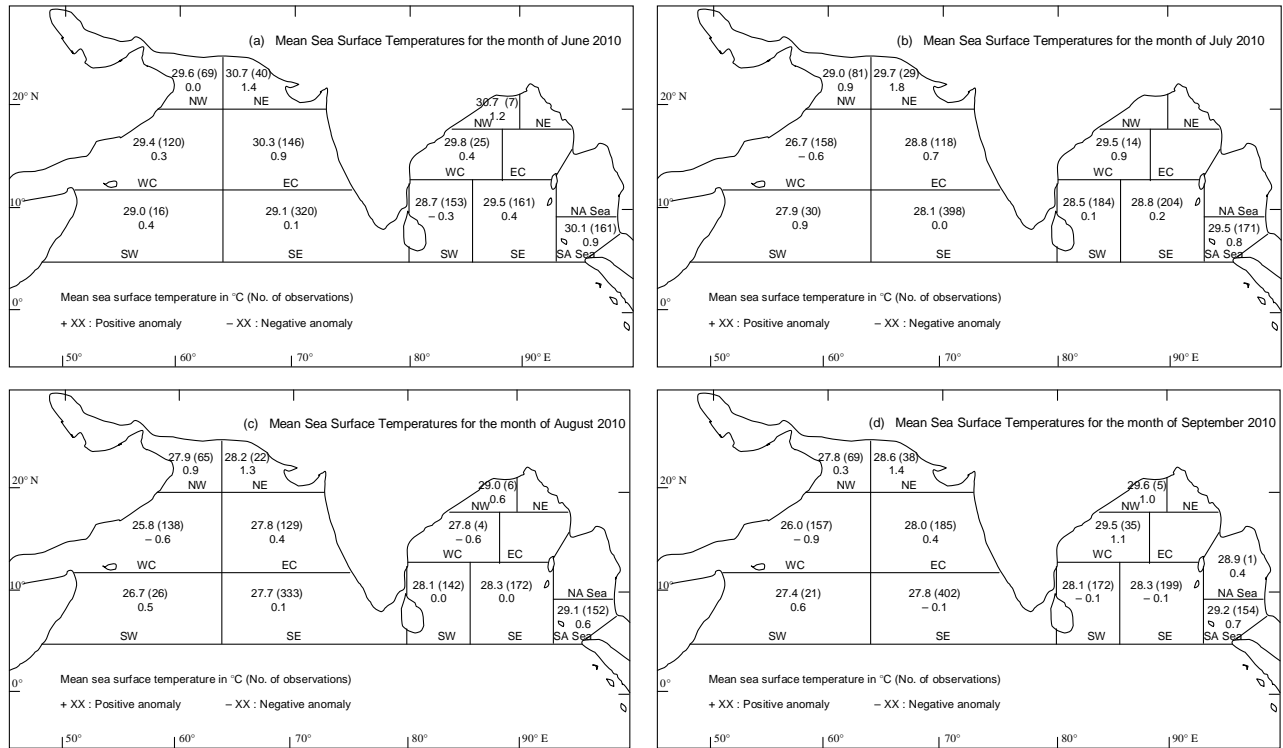 (a) Mean Sea Surface Temperatures for the month of June 2010
29.6 (69) 30.7 (40)
0.0 1.4
NW NE
20° N
30.7 (7)
1.2
NW NE
29.4 (120) 30.3 (146) 29.8 (25)
0.3 0.9 0.4
WC EC WC EC
10°
29.0 (16) 29.1 (320) 28.7 (153) 29.5 (161)
0.4 0.1 – 0.3 0.4
NA Sea
30.1 (161)
0.9
SW SE SW SE SA Sea
Mean sea surface temperature in °C (No. of observations)
0°
+ XX : Positive anomaly – XX : Negative anomaly
50° 60° 70° 80° 90° E
(b) Mean Sea Surface Temperatures for the month of July 2010
29.0 (81) 29.7 (29)
0.9 1.8
NW NE
20° N
NW NE
26.7 (158) 28.8 (118) 29.5 (14)
– 0.6 0.7 0.9
WC EC WC EC
10°
27.9 (30) 28.1 (398) 28.5 (184) 28.8 (204)
0.9 0.0 0.1 0.2
NA Sea
29.5 (171)
0.8
SW SE SW SE SA Sea
Mean sea surface temperature in °C (No. of observations)
0°
+ XX : Positive anomaly – XX : Negative anomaly
50° 60° 70° 80° 90° E
(c) Mean Sea Surface Temperatures for the month of August 2010
27.9 (65) 28.2 (22)
0.9 1.3
NW NE
20° N
29.0 (6)
0.6
NW NE
25.8 (138) 27.8 (129) 27.8 (4)
– 0.6 0.4 – 0.6
WC EC WC EC
10°
26.7 (26) 27.7 (333) 28.1 (142) 28.3 (172)
0.5 0.1 0.0 0.0
NA Sea
29.1 (152)
0.6
SW SE SW SE SA Sea
Mean sea surface temperature in °C (No. of observations)
0°
+ XX : Positive anomaly – XX : Negative anomaly
50° 60° 70° 80° 90° E
(d) Mean Sea Surface Temperatures for the month of September 2010
27.8 (69) 28.6 (38)
0.3 1.4
NW NE
20° N
29.6 (5)
1.0
NW NE
26.0 (157) 28.0 (185) 29.5 (35)
– 0.9 0.4 1.1
WC EC WC EC
28.9 (1)
0.4
10°
27.4 (21) 27.8 (402) 28.1 (172) 28.3 (199)
0.6 – 0.1 – 0.1 – 0.1
NA Sea
29.2 (154)
0.7
SW SE SW SE SA Sea
Mean sea surface temperature in °C (No. of observations)
0°
+ XX : Positive anomaly – XX : Negative anomaly
50° 60° 70° 80° 90° E